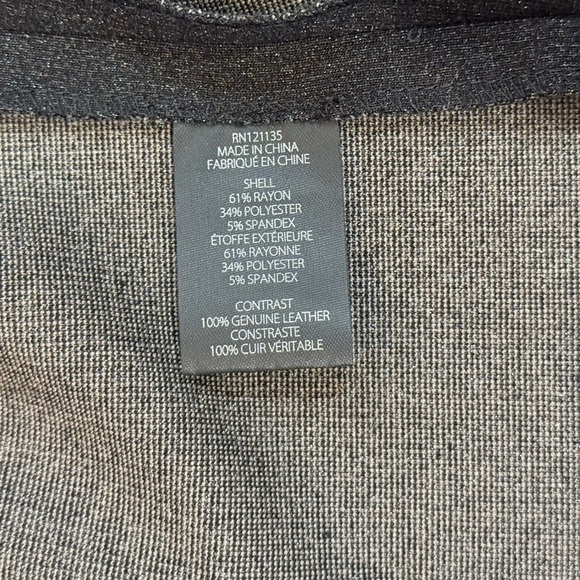 RN121135
MADE IN CHINA
FABRIQUÉ EN CHINE
SHELL
61% RAYON
34% POLYESTER
5% SPANDEX
ÉTOFFE EXTÉRIEURE
61% RAYONNE
34% POLYESTER
5% SPANDEX
CONTRAST
100% GENUINE LEATHER
CONSTRASTE
100% CUIR VÉRITABLE